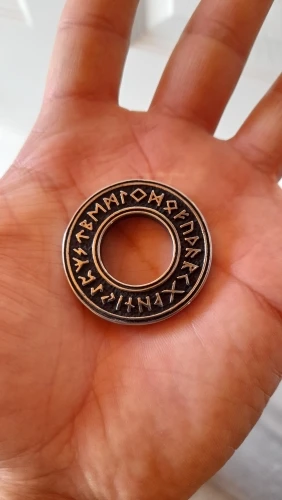 ᚠᚢᚦᚨᚱᚲᚷᚹᚺᚾᛁᛃᛇᛈᛉᛊᛏᛒᛖᛗᛚᛜᛞᛟ